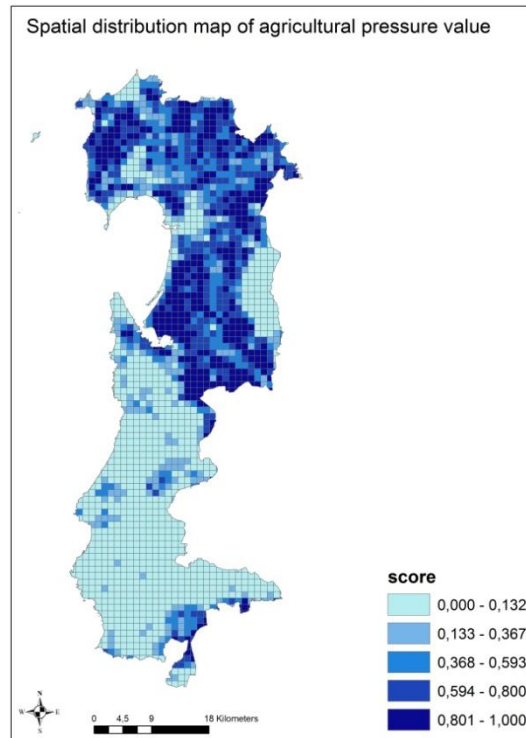 Spatial distribution map of agricultural pressure value
score
0,000 - 0,132
0,133 - 0,367
0,368 - 0,593
0,594 - 0,800
0,801 - 1,000
N
W E
S
0 4,5 9 18 Kilometers